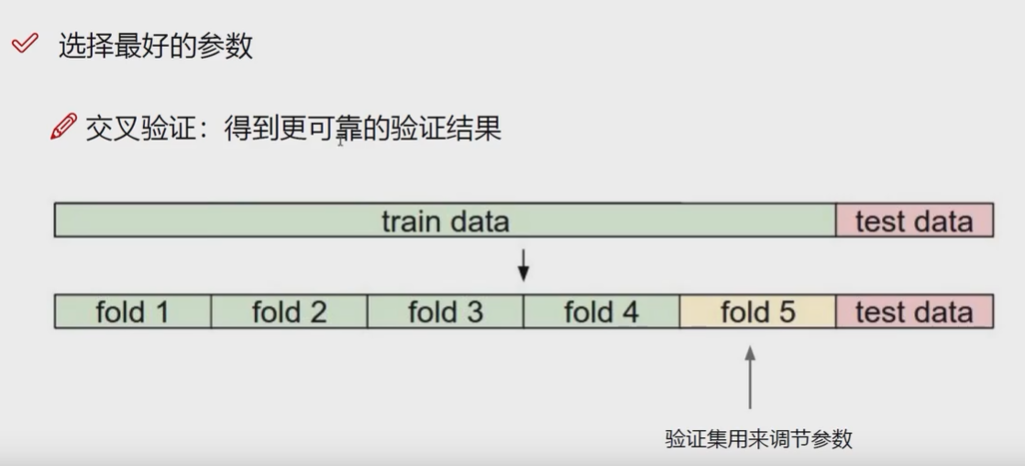 选择最好的参数
交叉验证：得到更可靠的验证结果
train data test data
fold 1 fold 2 fold 3 fold 4 fold 5 test data
验证集用来调节参数